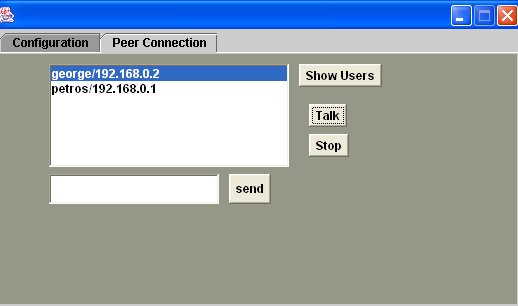 Configuration
Peer Connection
george/192.168.0.2
petros/192.168.0.1
Show Users
Talk
Stop
send